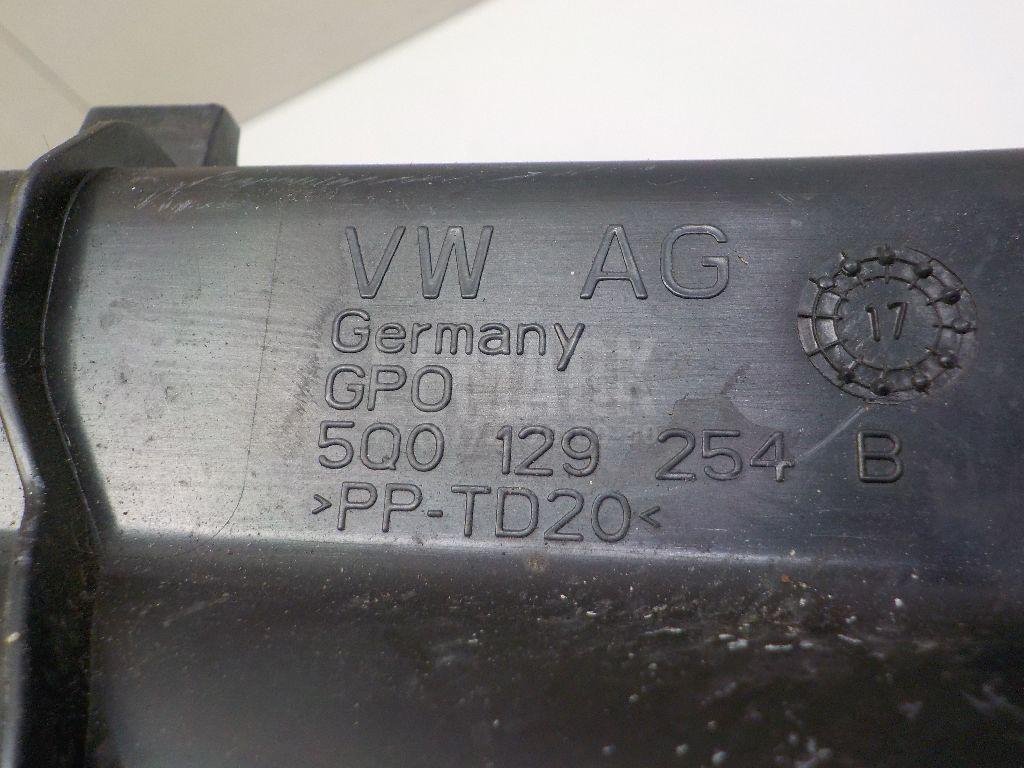 VW AG
Germany
GPO
5Q0 129 254 B
>PP-TD20<
17